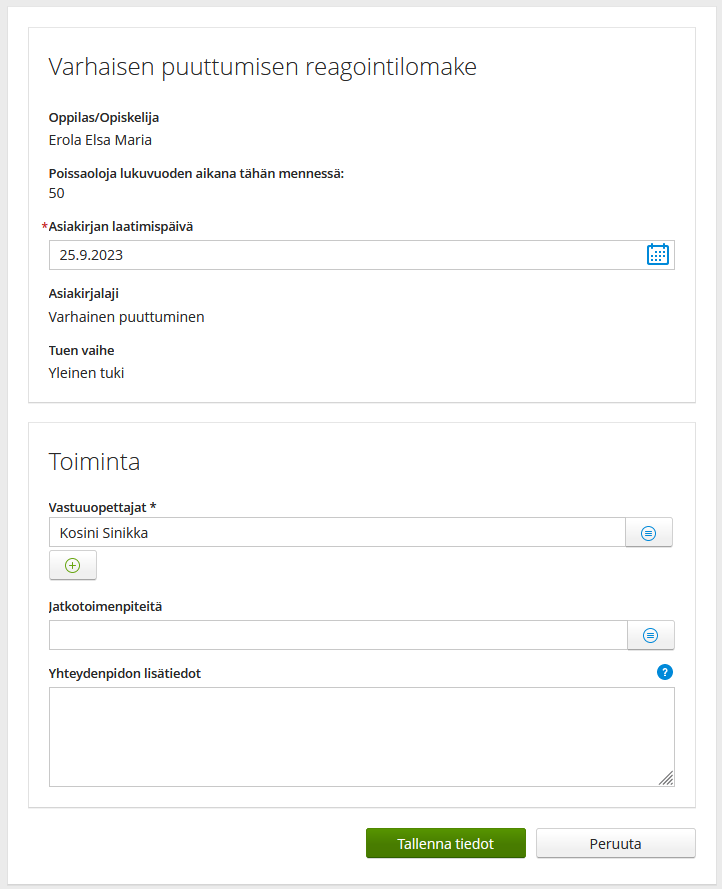 Varhaisen puuttumisen reagointilomake
Oppilas/Opiskelija
Erola Elsa Maria
Poissaoloja lukuvuoden aikana tähän mennessä:
50
*Asiakirjan laatimispäivä
25.9.2023
Asiakirjalaji
Varhainen puuttuminen
Tuen vaihe
Yleinen tuki
Toiminta
Vastuuopettajat *
Kosini Sinikka
Jatkotoimenpiteitä
Yhteydenpidon lisätiedot
?
Tallenna tiedot
Peruuta